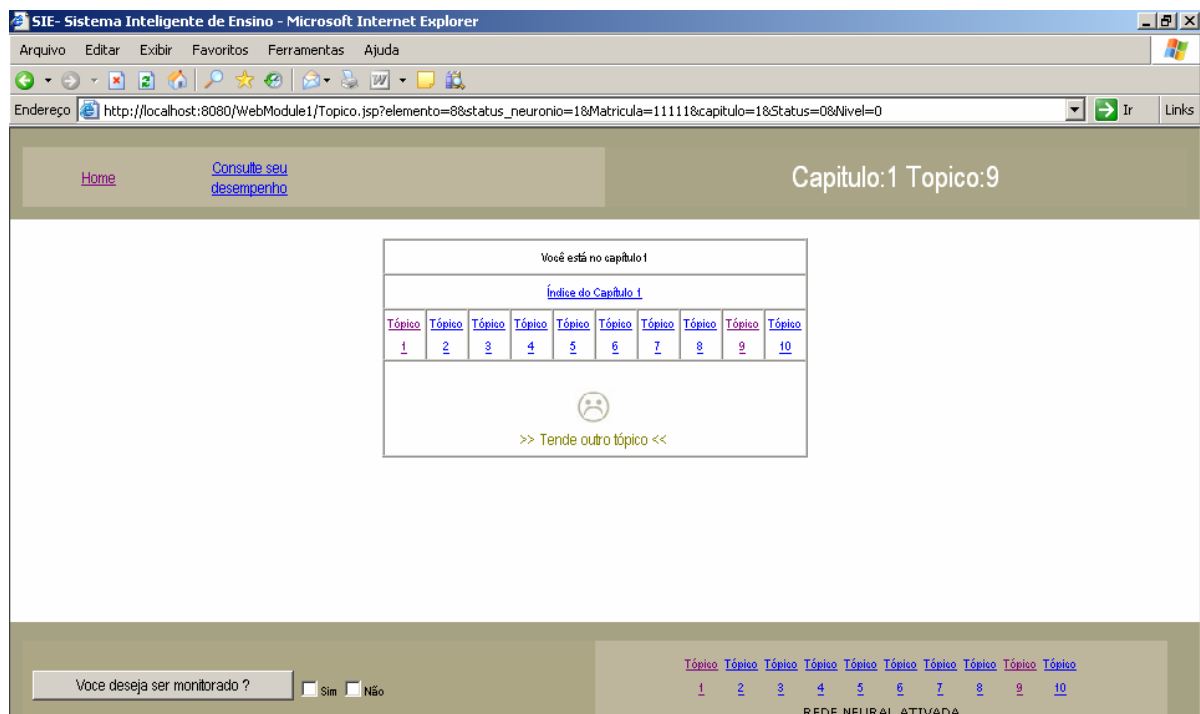 SIE- Sistema Inteligente de Ensino - Microsoft Internet Explorer
Arquivo Editar Exibir Favoritos Ferramentas Ajuda
Endereço http://localhost:8080/WebModule1/Topico.jsp?elemento=8&status_neuronio=1&Matricula=11111&capitulo=1&Status=0&Nivel=0 Ir Links
Home
Consulte seu
desempenho
Capitulo:1 Topico:9
Você está no capítulo1
Índice do Capítulo 1
Tópico Tópico Tópico Tópico Tópico Tópico Tópico Tópico Tópico Tópico
1 2 3 4 5 6 7 8 9 10
>> Tende outro tópico <<
Voce deseja ser monitorado ? Sim Não
Tópico Tópico Tópico Tópico Tópico Tópico Tópico Tópico Tópico Tópico
1 2 3 4 5 6 7 8 9 10
REDE NEURAL ATIVADA